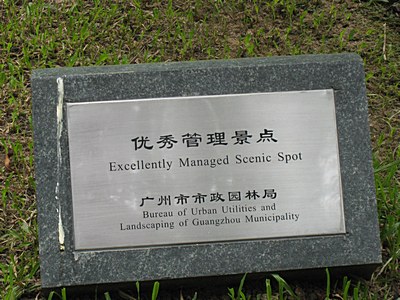 优秀管理景点
Excellently Managed Scenic Spot
广州市市政园林局
Bureau of Urban Utilities and
Landscaping of Guangzhou Municipality